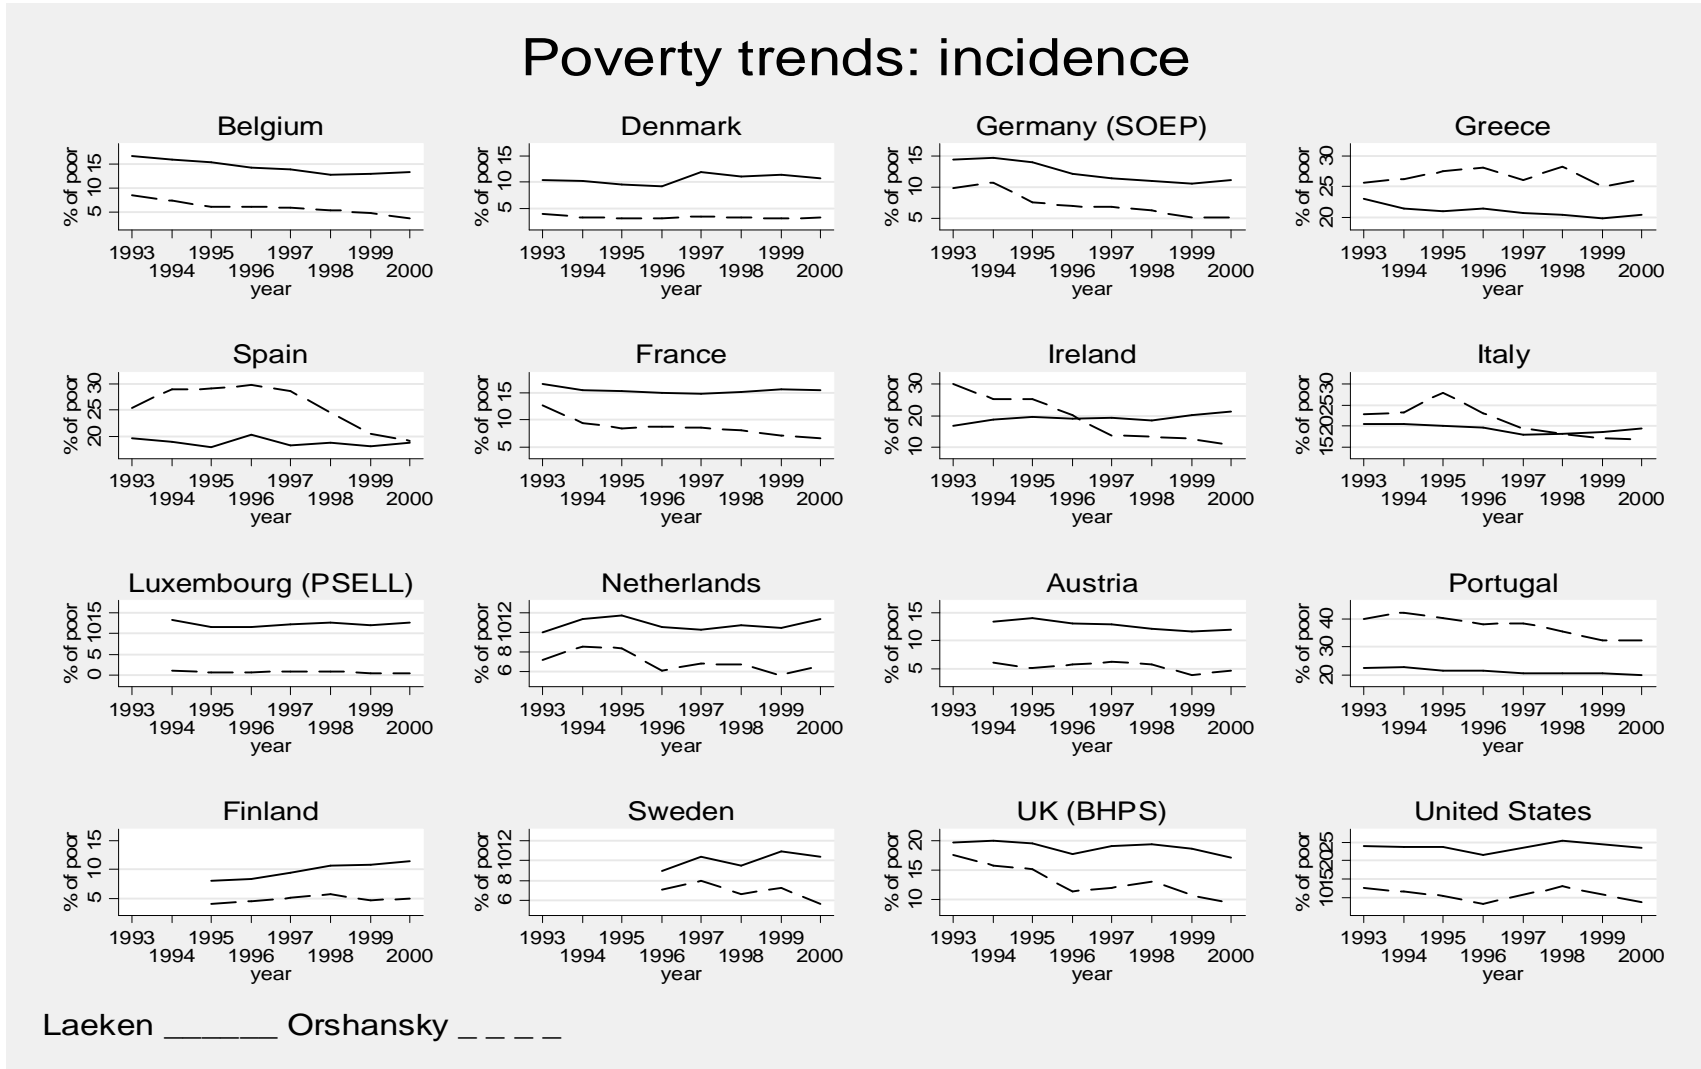 Poverty trends: incidence
Belgium
% of poor
5 10 15
1993 1995 1997 1999
1994 1996 1998 2000
year
Denmark
% of poor
5 10 15
1993 1995 1997 1999
1994 1996 1998 2000
year
Germany (SOEP)
% of poor
5 10 15
1993 1995 1997 1999
1994 1996 1998 2000
year
Greece
% of poor
20 25 30
1993 1995 1997 1999
1994 1996 1998 2000
year
Spain
% of poor
20 25 30
1993 1995 1997 1999
1994 1996 1998 2000
year
France
% of poor
5 10 15
1993 1995 1997 1999
1994 1996 1998 2000
year
Ireland
% of poor
10 20 30
1993 1995 1997 1999
1994 1996 1998 2000
year
Italy
% of poor
15 20 25 30
1993 1995 1997 1999
1994 1996 1998 2000
year
Luxembourg (PSELL)
% of poor
0 5 10 15
1993 1995 1997 1999
1994 1996 1998 2000
year
Netherlands
% of poor
6 8 10 12
1993 1995 1997 1999
1994 1996 1998 2000
year
Austria
% of poor
5 10 15
1993 1995 1997 1999
1994 1996 1998 2000
year
Portugal
% of poor
20 30 40
1993 1995 1997 1999
1994 1996 1998 2000
year
Finland
% of poor
5 10 15
1993 1995 1997 1999
1994 1996 1998 2000
year
Sweden
% of poor
6 8 10 12
1993 1995 1997 1999
1994 1996 1998 2000
year
UK (BHPS)
% of poor
10 15 20
1993 1995 1997 1999
1994 1996 1998 2000
year
United States
% of poor
10 15 20 25
1993 1995 1997 1999
1994 1996 1998 2000
year
Laeken ______ Orshansky _ _ _ _